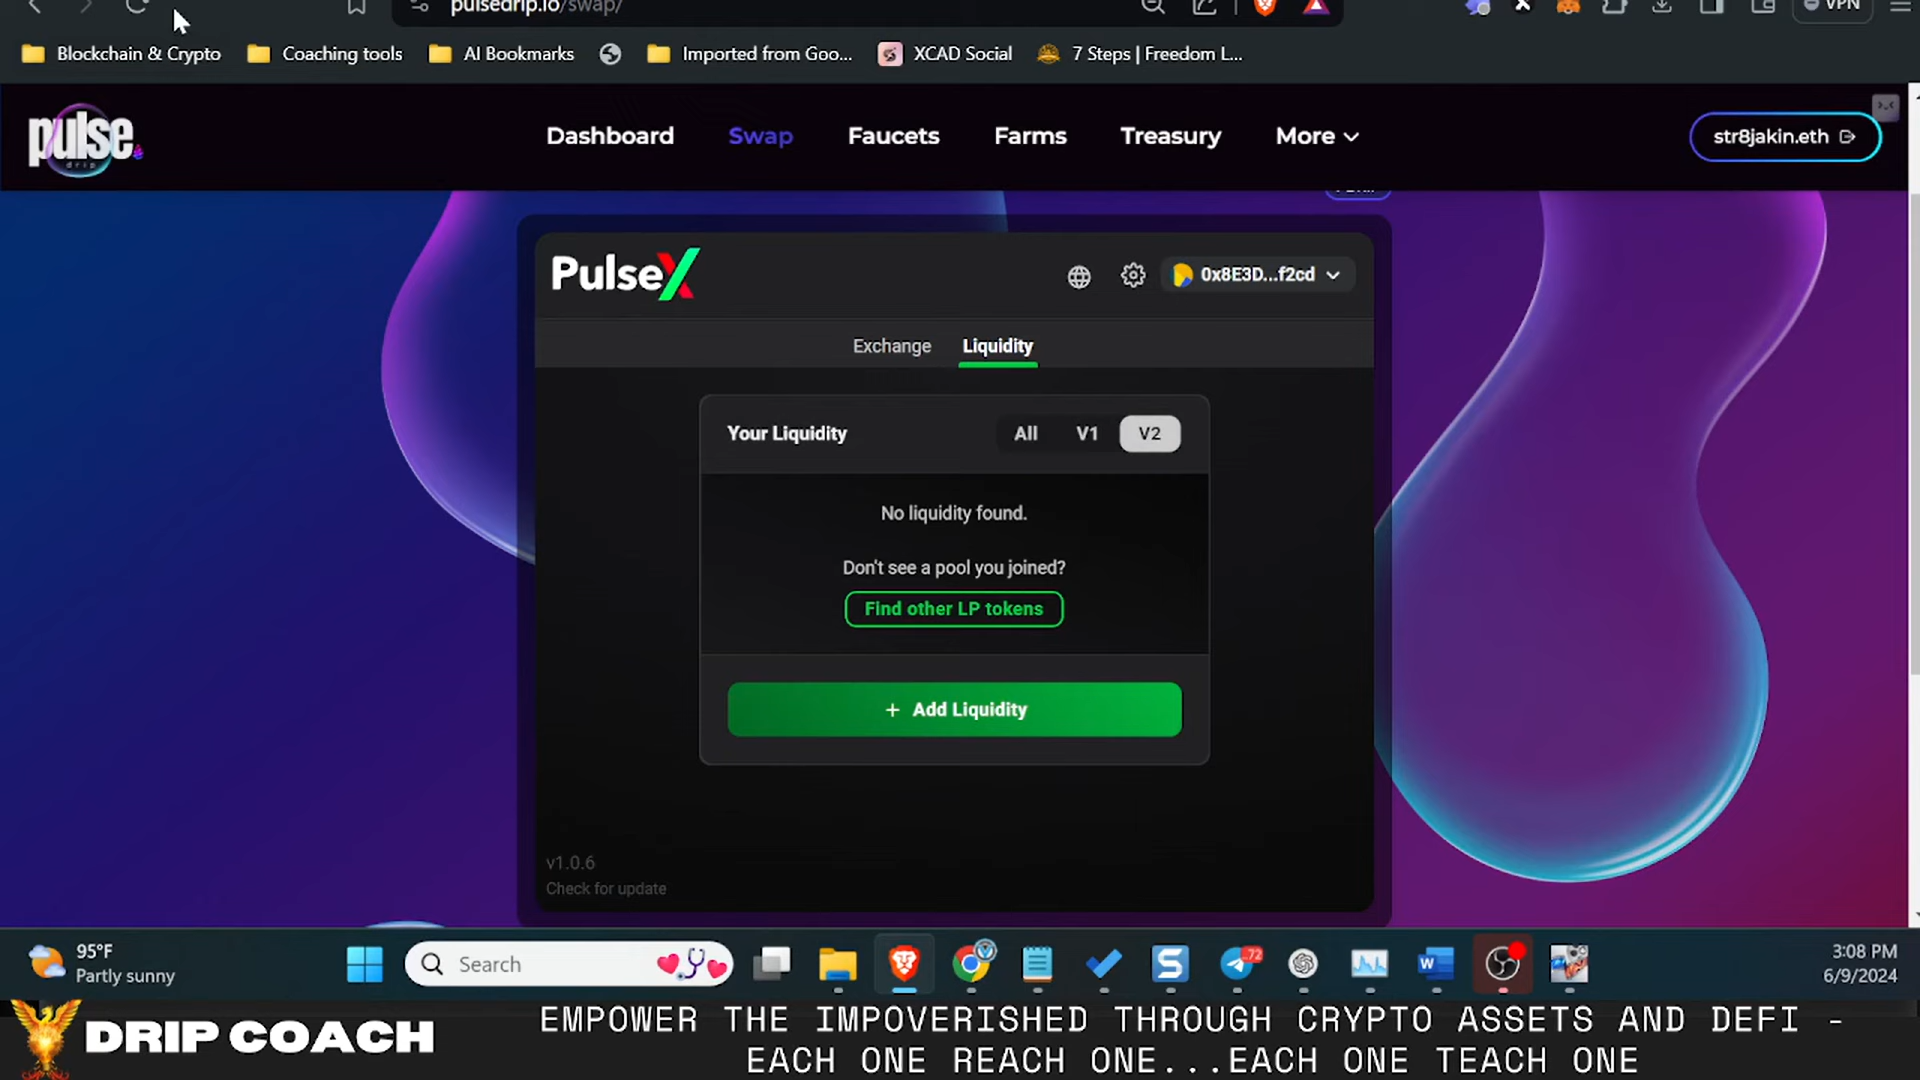 pulsedrip.io/swap/
VPN
Blockchain & Crypto
Coaching tools
AI Bookmarks
Imported from Goo...
XCAD Social
7 Steps | Freedom L...
pulse
drip
Dashboard
Swap
Faucets
Farms
Treasury
More
str8jakin.eth
PulseX
0x8E3D...f2cd
Exchange
Liquidity
Your Liquidity
All
V1
V2
No liquidity found.
Don't see a pool you joined?
Find other LP tokens
+ Add Liquidity
v1.0.6
Check for update
95°F
Partly sunny
Search
72
3:08 PM
6/9/2024
DRIP COACH
EMPOWER THE IMPOVERISHED THROUGH CRYPTO ASSETS AND DEFI -
EACH ONE REACH ONE...EACH ONE TEACH ONE